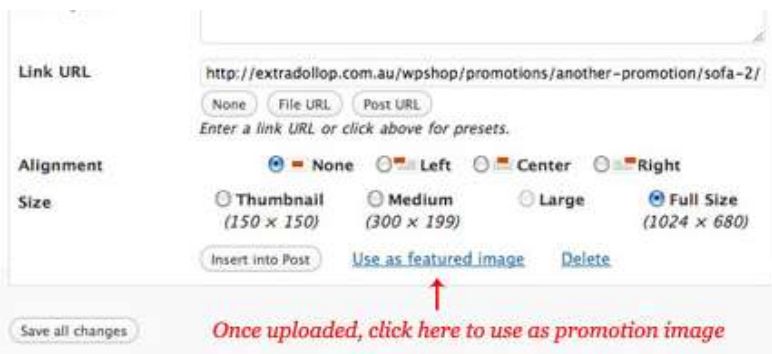 Link URL
http://extradollop.com.au/wpshop/promotions/another-promotion/sofa-2/
None File URL Post URL
Enter a link URL or click above for presets.
Alignment None Left Center Right
Size Thumbnail Medium Large Full Size
(150 × 150) (300 × 199) (1024 × 680)
Insert into Post Use as featured image Delete
Save all changes Once uploaded, click here to use as promotion image